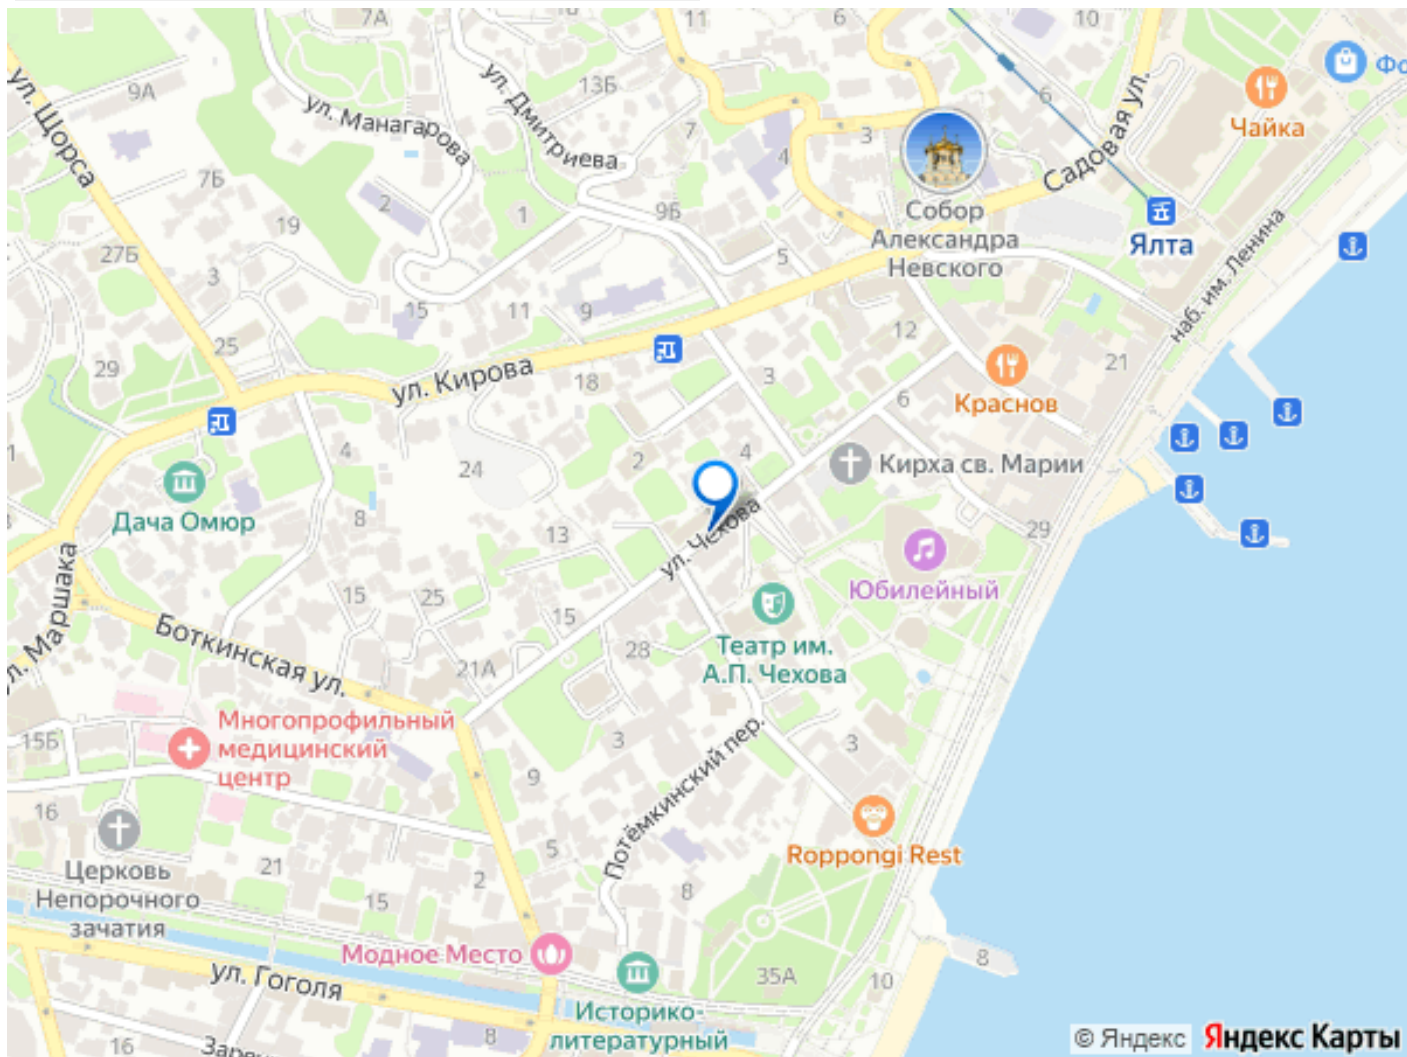 7А
11
10
Фо
ул. Щорса
9А
ул. Манагарова
ул. Дмитриева
13Б
6
Садовая ул.
Чайка
7
4
3
7Б
2
1
9Б
19
27Б
3
5
Собор
Александра
Невского
Ялта
наб. им. Ленина
15
11
9
12
25
29
ул. Кирова
18
3
21
6
Краснов
1
4
24
2
4
Кирха св. Марии
Дача Омюр
8
13
ул. Чехова
29
ул. Маршака
15
25
15
Юбилейный
Боткинская ул.
21А
28
Театр им.
А.П. Чехова
15Б
Многопрофильный
медицинский
центр
3
9
Потёмкинский пер.
3
16
5
Roppongi Rest
Церковь
Непорочного
зачатия
21
15
2
8
Модное Место
ул. Гоголя
35А
10
8
Историко-
литературный
16
8
© Яндекс Яндекс Карты